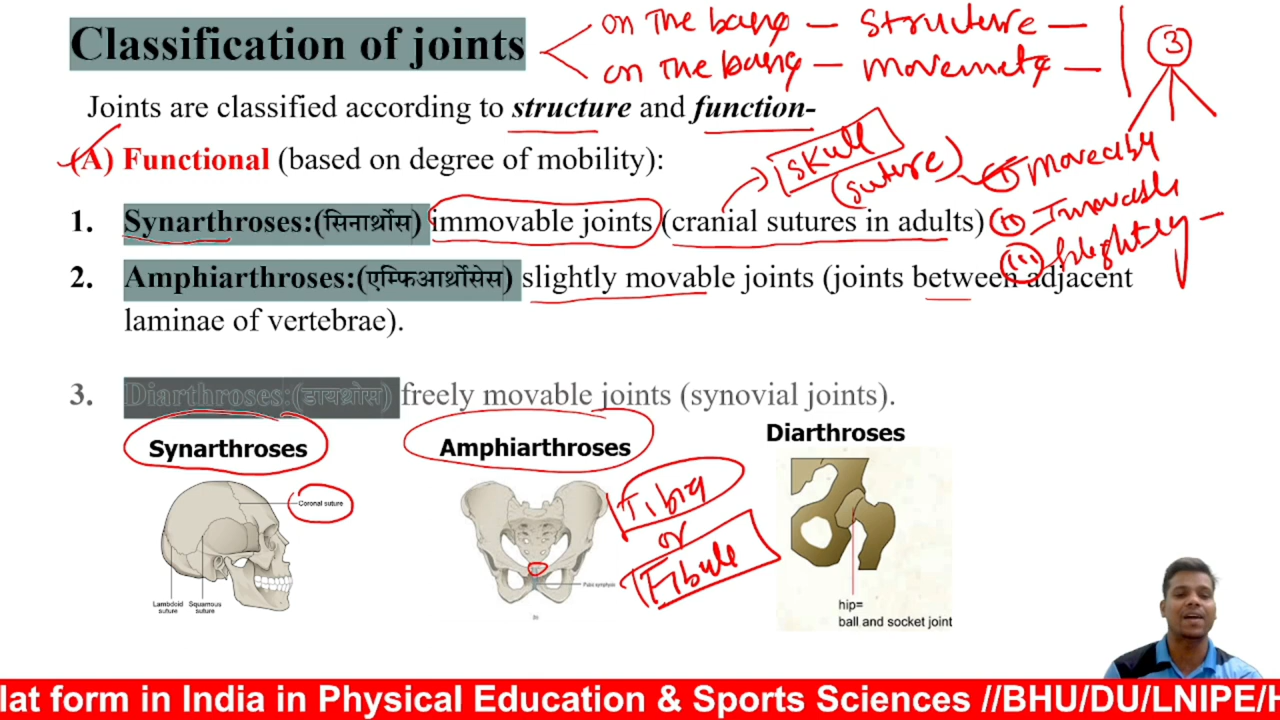 Classification of joints
on the basis — structure —
on the basis — movements —
3
Joints are classified according to structure and function-
(A) Functional (based on degree of mobility):
skull
(suture)
(i) Moveably
1. Synarthroses:(सिनार्थ्रोस) immovable joints (cranial sutures in adults)
(ii) Immovable
(iii) slightly —
2. Amphiarthroses:(एम्फिआर्थ्रोसेस) slightly movable joints (joints between adjacent
laminae of vertebrae).
3. Diarthroses:(डायथ्रोस) freely movable joints (synovial joints).
Synarthroses
Amphiarthroses
Diarthroses
Coronal suture
Lambdoid suture
Squamous suture
Pubic symphysis
Tibia
or
Fibule
hip=
ball and socket joint
lat form in India in Physical Education & Sports Sciences //BHU/DU/LNIPE/H